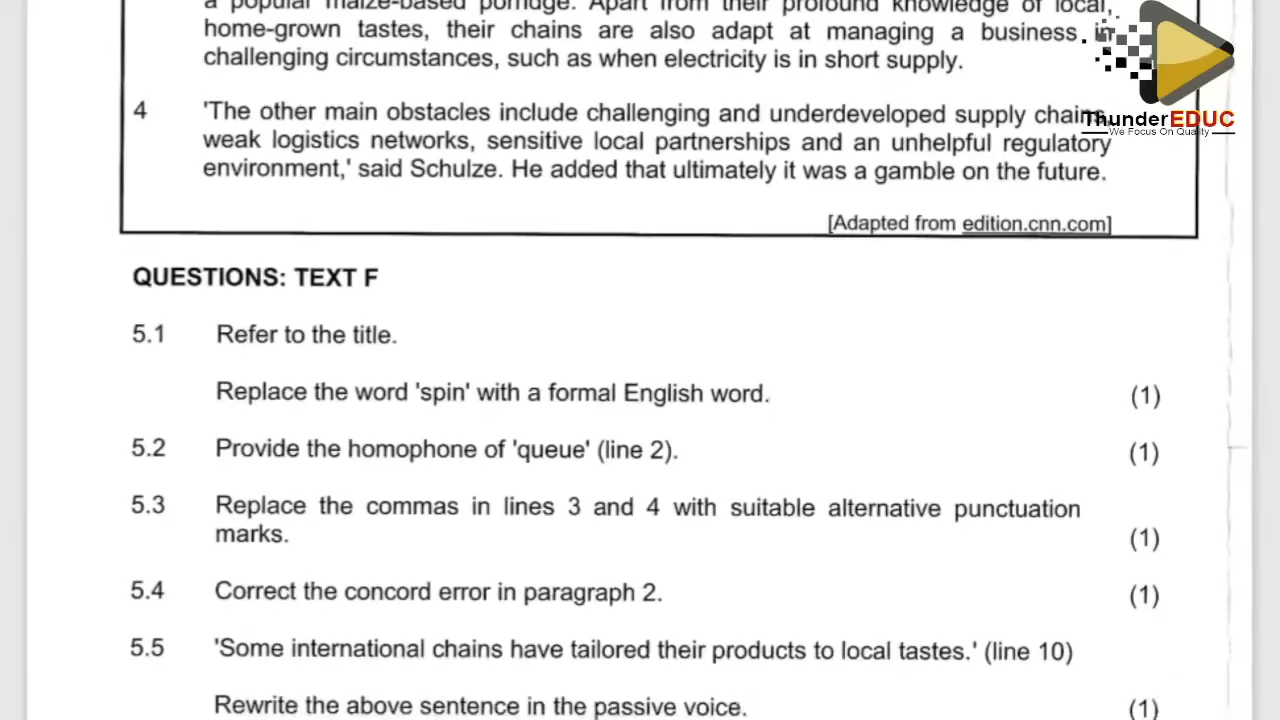 a popular maize-based porridge. Apart from their profound knowledge of local,
home-grown tastes, their chains are also adapt at managing a business in
challenging circumstances, such as when electricity is in short supply.
4 'The other main obstacles include challenging and underdeveloped supply chains,
weak logistics networks, sensitive local partnerships and an unhelpful regulatory
environment,' said Schulze. He added that ultimately it was a gamble on the future.
[Adapted from edition.cnn.com]
ThunderEDUC
We Focus On Quality
QUESTIONS: TEXT F
5.1 Refer to the title.
Replace the word 'spin' with a formal English word. (1)
5.2 Provide the homophone of 'queue' (line 2). (1)
5.3 Replace the commas in lines 3 and 4 with suitable alternative punctuation
marks. (1)
5.4 Correct the concord error in paragraph 2. (1)
5.5 'Some international chains have tailored their products to local tastes.' (line 10)
Rewrite the above sentence in the passive voice. (1)